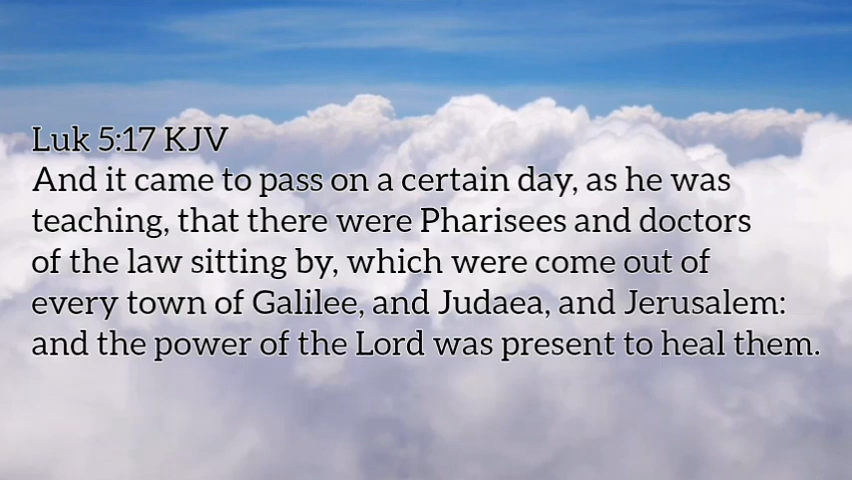 Luk 5:17 KJV
And it came to pass on a certain day, as he was
teaching, that there were Pharisees and doctors
of the law sitting by, which were come out of
every town of Galilee, and Judaea, and Jerusalem:
and the power of the Lord was present to heal them.